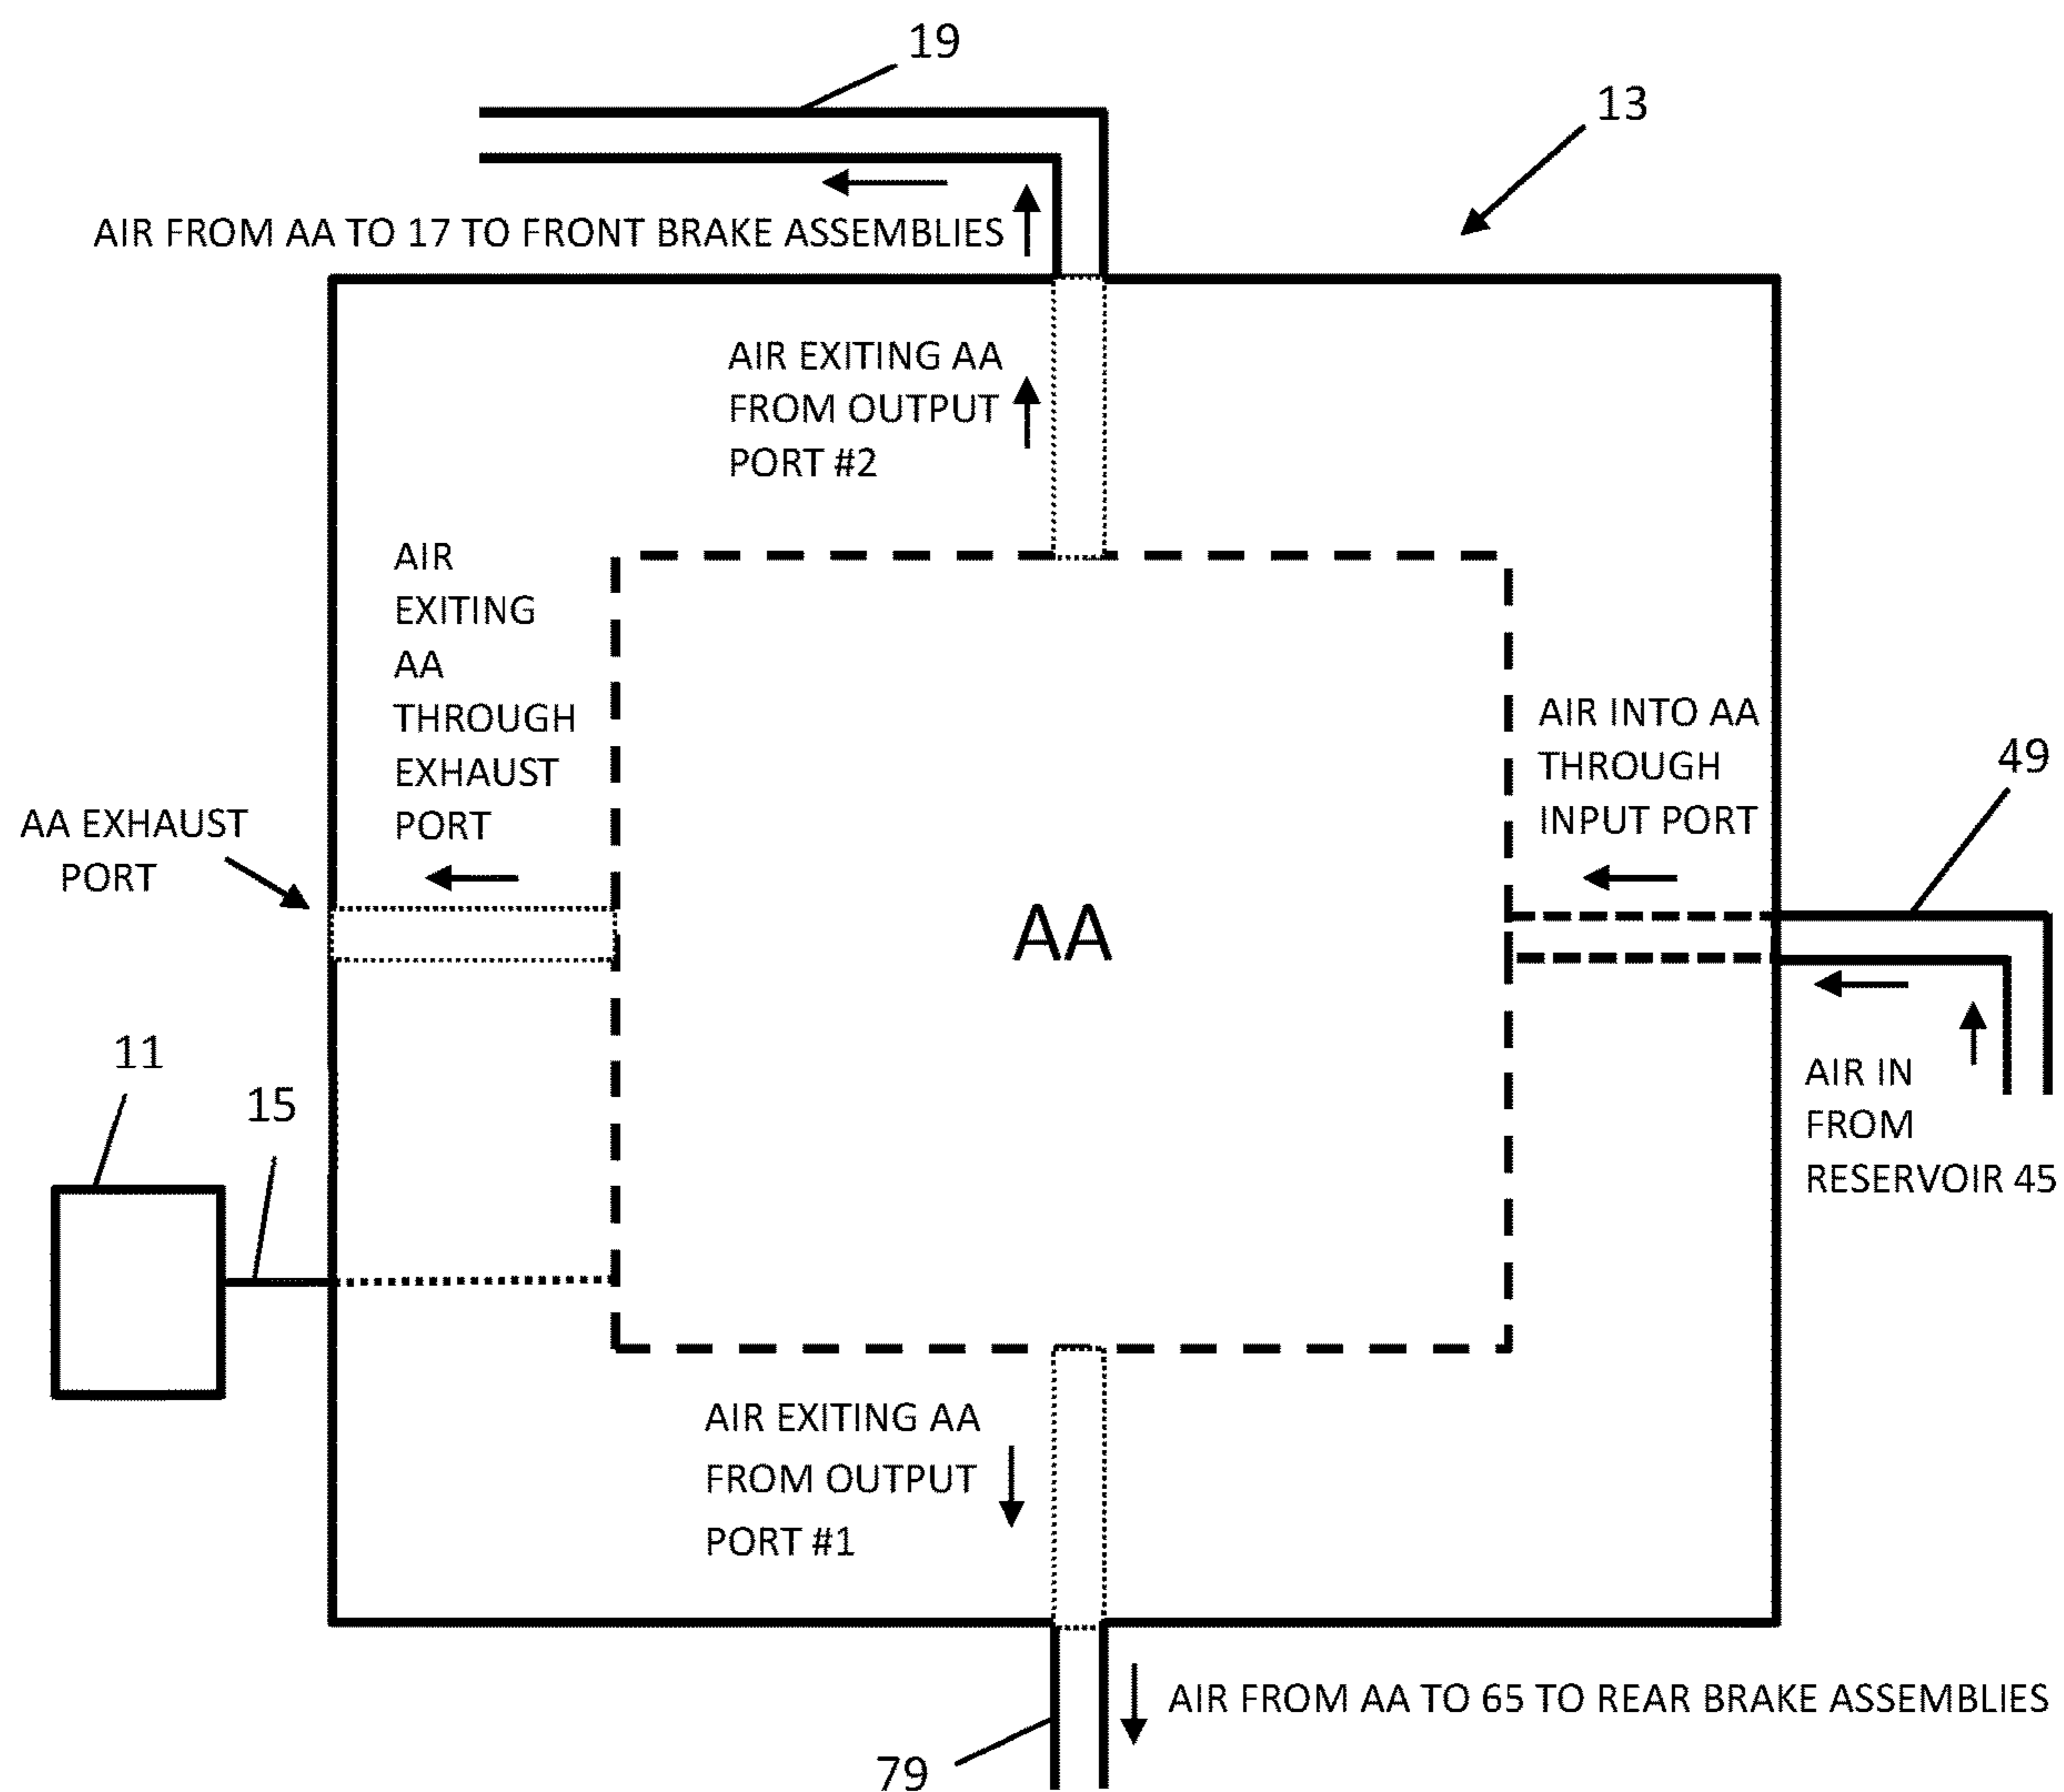 19
13
AIR FROM AA TO 17 TO FRONT BRAKE ASSEMBLIES
AIR EXITING AA
FROM OUTPUT
PORT #2
AIR
EXITING
AA
THROUGH
EXHAUST
PORT
AIR INTO AA
THROUGH
INPUT PORT
49
AA EXHAUST
PORT
AA
11
15
AIR IN
FROM
RESERVOIR 45
AIR EXITING AA
FROM OUTPUT
PORT #1
AIR FROM AA TO 65 TO REAR BRAKE ASSEMBLIES
79